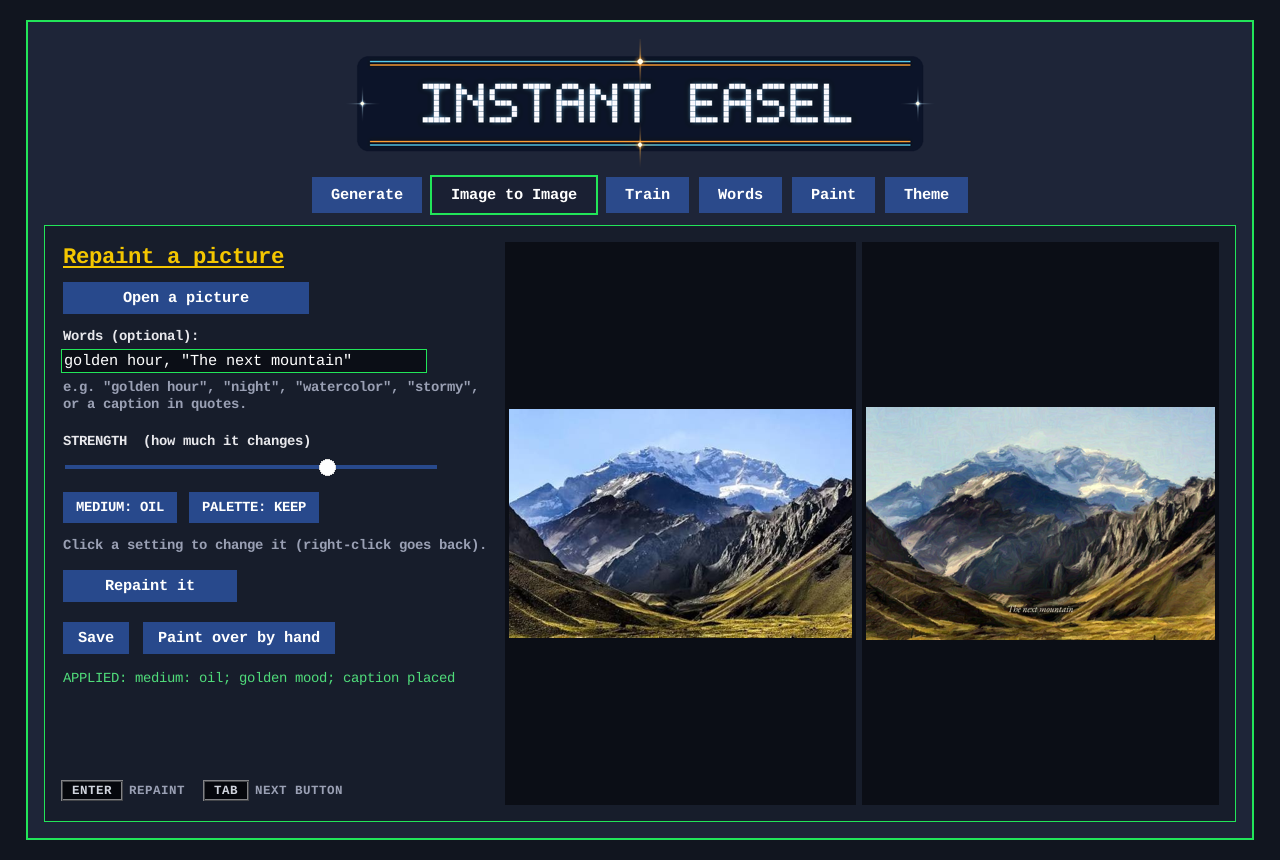 INSTANT EASEL
Generate
Image to Image
Train
Words
Paint
Theme
Repaint a picture
Open a picture
Words (optional):
golden hour, "The next mountain"
e.g. "golden hour", "night", "watercolor", "stormy",
or a caption in quotes.
STRENGTH (how much it changes)
MEDIUM: OIL
PALETTE: KEEP
Click a setting to change it (right-click goes back).
Repaint it
Save
Paint over by hand
APPLIED: medium: oil; golden mood; caption placed
ENTER REPAINT TAB NEXT BUTTON
The next mountain